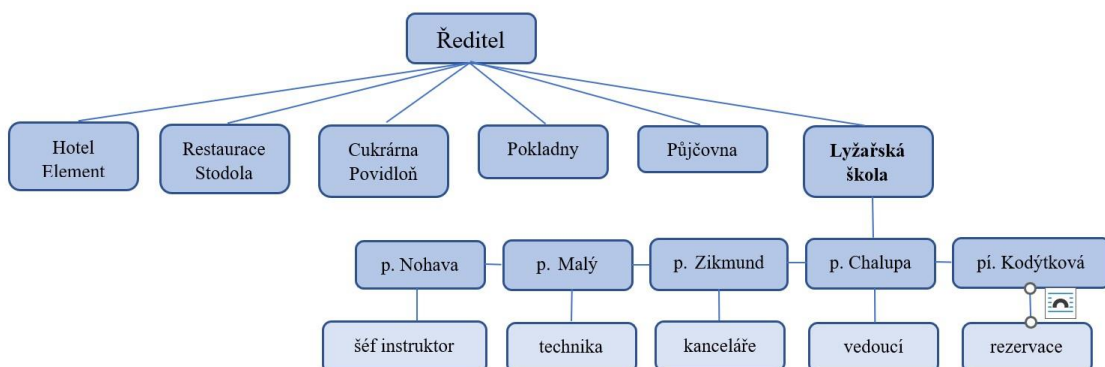 Ředitel
Hotel
Element
Restaurace
Stodola
Cukrárna
Povidloň
Pokladny
Půjčovna
Lyžařská
škola
p. Nohava
p. Malý
p. Zikmund
p. Chalupa
pí. Kodýtková
šéf instruktor
technika
kanceláře
vedoucí
rezervace